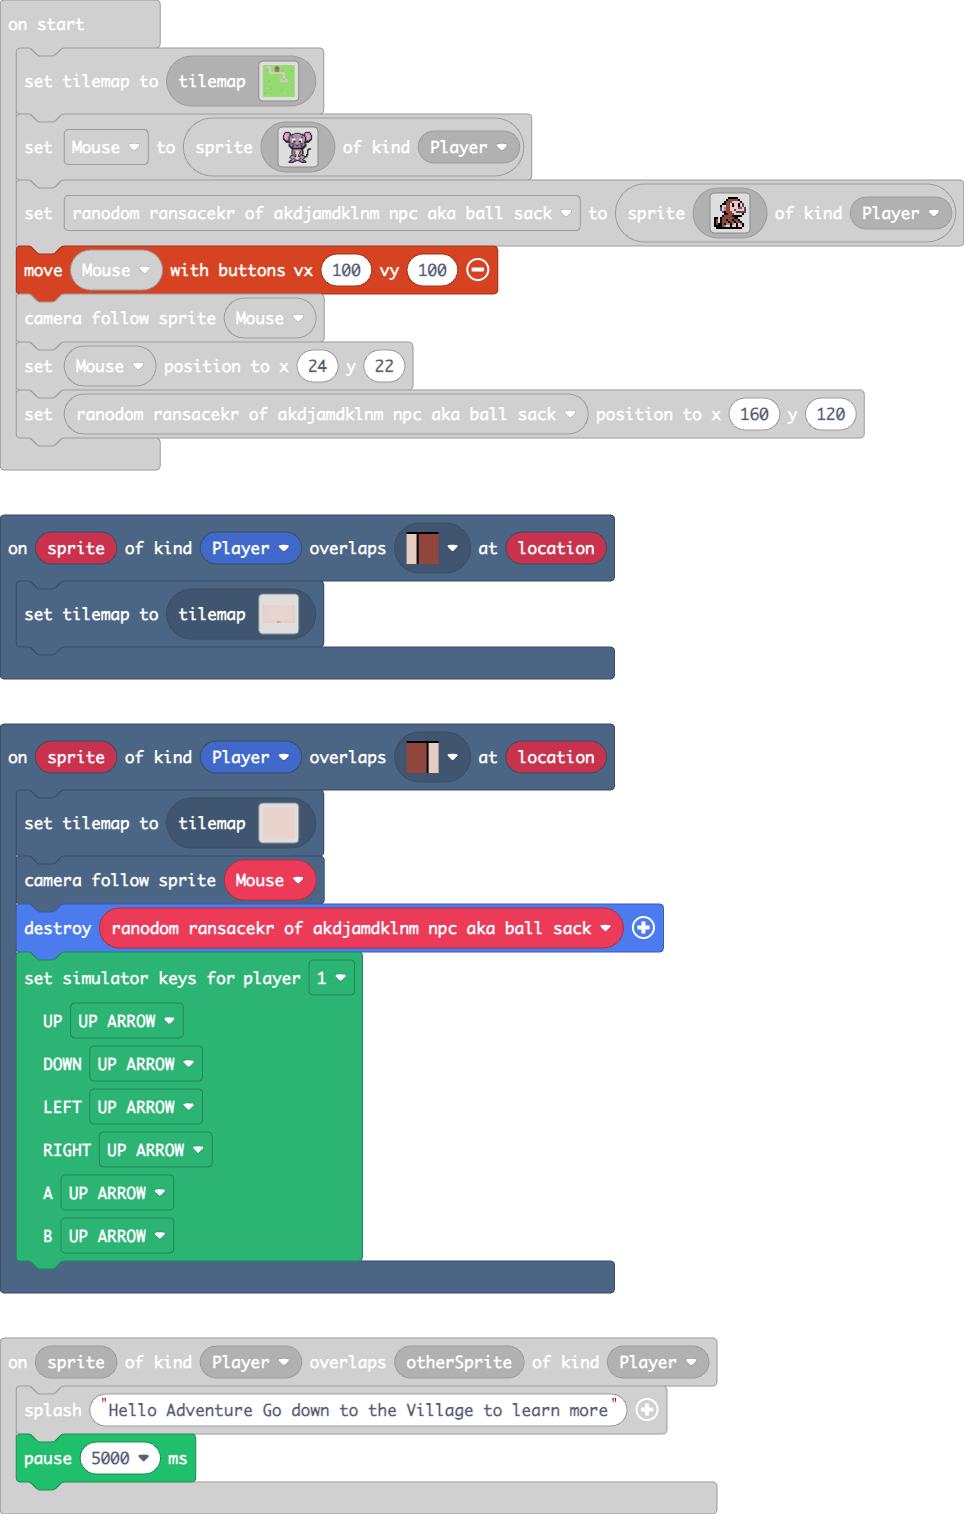 on start
set tilemap to tilemap
set Mouse to sprite of kind Player
set ranodom ransacekr of akdjamdklnm npc aka ball sack to sprite of kind Player
move Mouse with buttons vx 100 vy 100
camera follow sprite Mouse
set Mouse position to x 24 y 22
set ranodom ransacekr of akdjamdklnm npc aka ball sack position to x 160 y 120
on sprite of kind Player overlaps at location
set tilemap to tilemap
on sprite of kind Player overlaps at location
set tilemap to tilemap
camera follow sprite Mouse
destroy ranodom ransacekr of akdjamdklnm npc aka ball sack
set simulator keys for player 1
UP UP ARROW
DOWN UP ARROW
LEFT UP ARROW
RIGHT UP ARROW
A UP ARROW
B UP ARROW
on sprite of kind Player overlaps otherSprite of kind Player
splash "Hello Adventure Go down to the Village to learn more"
pause 5000 ms